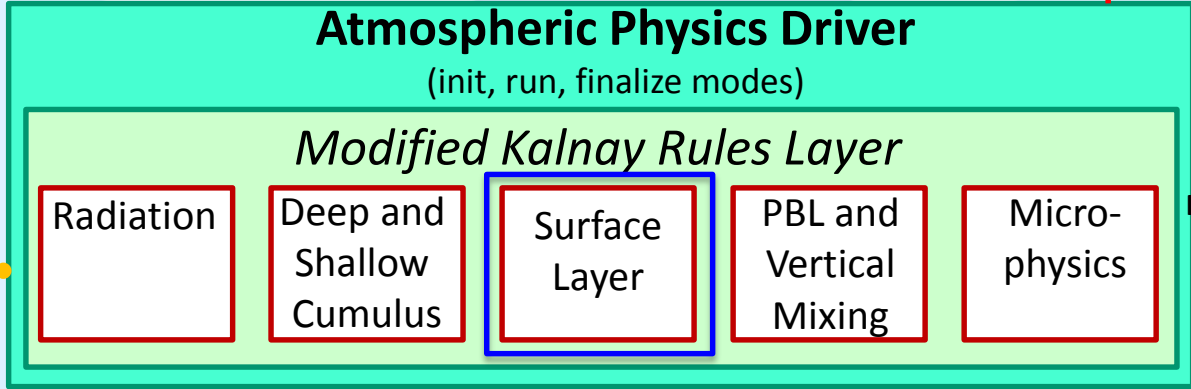 Atmospheric Physics Driver
(init, run, finalize modes)
Modified Kalnay Rules Layer
Radiation
Deep and
Shallow
Cumulus
Surface
Layer
PBL and
Vertical
Mixing
Micro-
physics